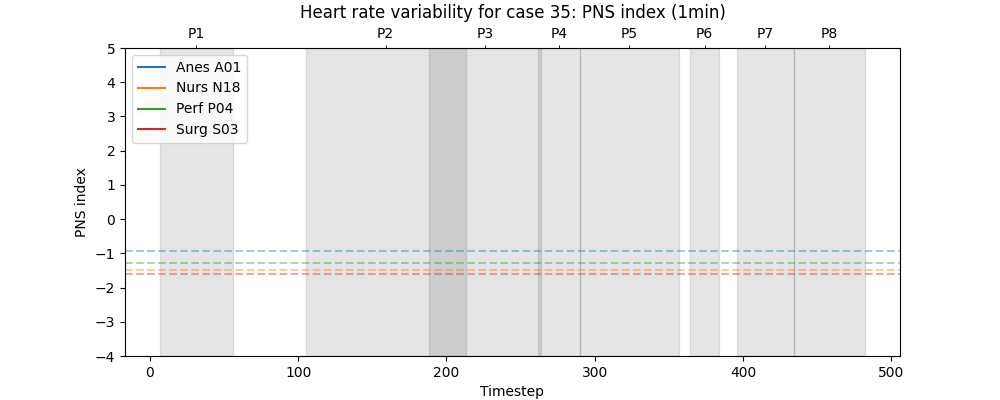 Heart rate variability for case 35: PNS index (1min)
P1 P2 P3 P4 P5 P6 P7 P8
Anes A01
Nurs N18
Perf P04
Surg S03
PNS index
5
4
3
2
1
0
−1
−2
−3
−4
0 100 200 300 400 500
Timestep